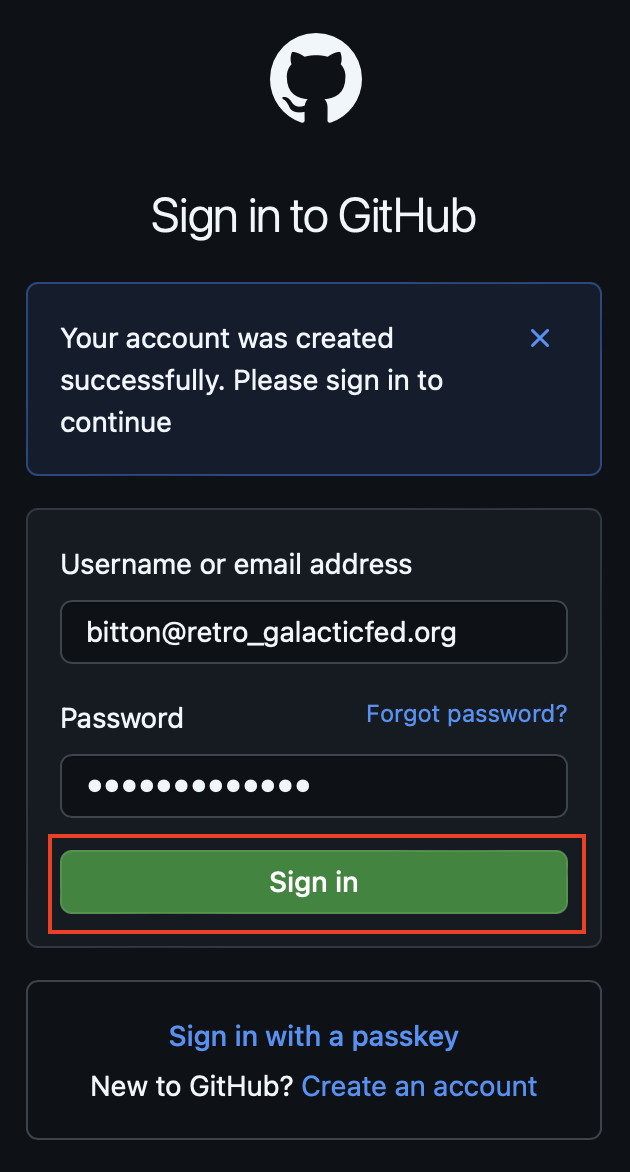 Sign in to GitHub
Your account was created
successfully. Please sign in to
continue
Username or email address
bitton@retro_galacticfed.org
Password
Forgot password?
Sign in
Sign in with a passkey
New to GitHub? Create an account